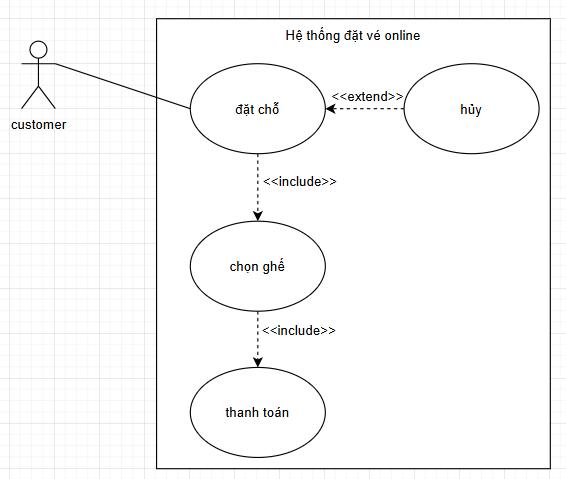 Hệ thống đặt vé online
customer
đặt chỗ
<<extend>>
hủy
<<include>>
chọn ghế
<<include>>
thanh toán